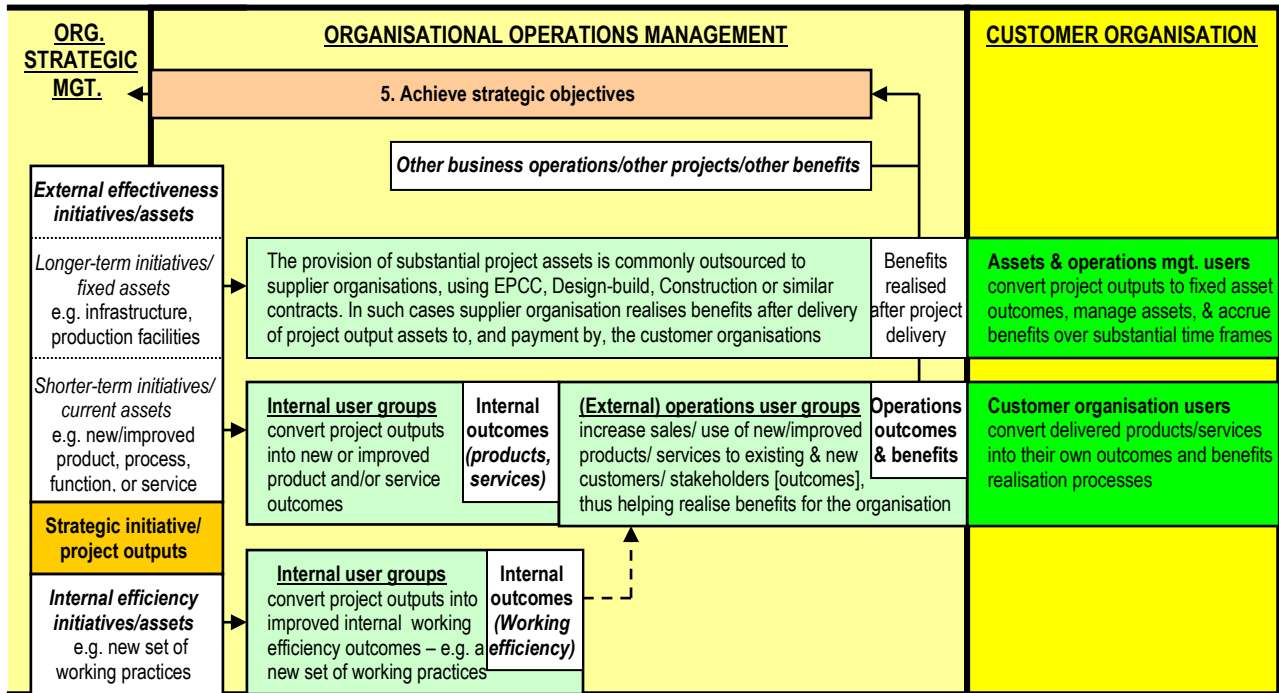 ORG.
STRATEGIC
MGT.
ORGANISATIONAL OPERATIONS MANAGEMENT
CUSTOMER ORGANISATION
5. Achieve strategic objectives
Other business operations/other projects/other benefits
External effectiveness
initiatives/assets
Longer-term initiatives/
fixed assets
e.g. infrastructure,
production facilities
The provision of substantial project assets is commonly outsourced to
supplier organisations, using EPCC, Design-build, Construction or similar
contracts. In such cases supplier organisation realises benefits after delivery
of project output assets to, and payment by, the customer organisations
Benefits
realised
after project
delivery
Assets & operations mgt. users
convert project outputs to fixed asset
outcomes, manage assets, & accrue
benefits over substantial time frames
Shorter-term initiatives/
current assets
e.g. new/improved
product, process,
function, or service
Internal user groups
convert project outputs
into new or improved
product and/or service
outcomes
Internal
outcomes
(products,
services)
(External) operations user groups
increase sales/ use of new/improved
products/ services to existing & new
customers/ stakeholders [outcomes],
thus helping realise benefits for the organisation
Operations
outcomes
& benefits
Customer organisation users
convert delivered products/services
into their own outcomes and benefits
realisation processes
Strategic initiative/
project outputs
Internal efficiency
initiatives/assets
e.g. new set of
working practices
Internal user groups
convert project outputs into
improved internal working
efficiency outcomes – e.g. a
new set of working practices
Internal
outcomes
(Working
efficiency)